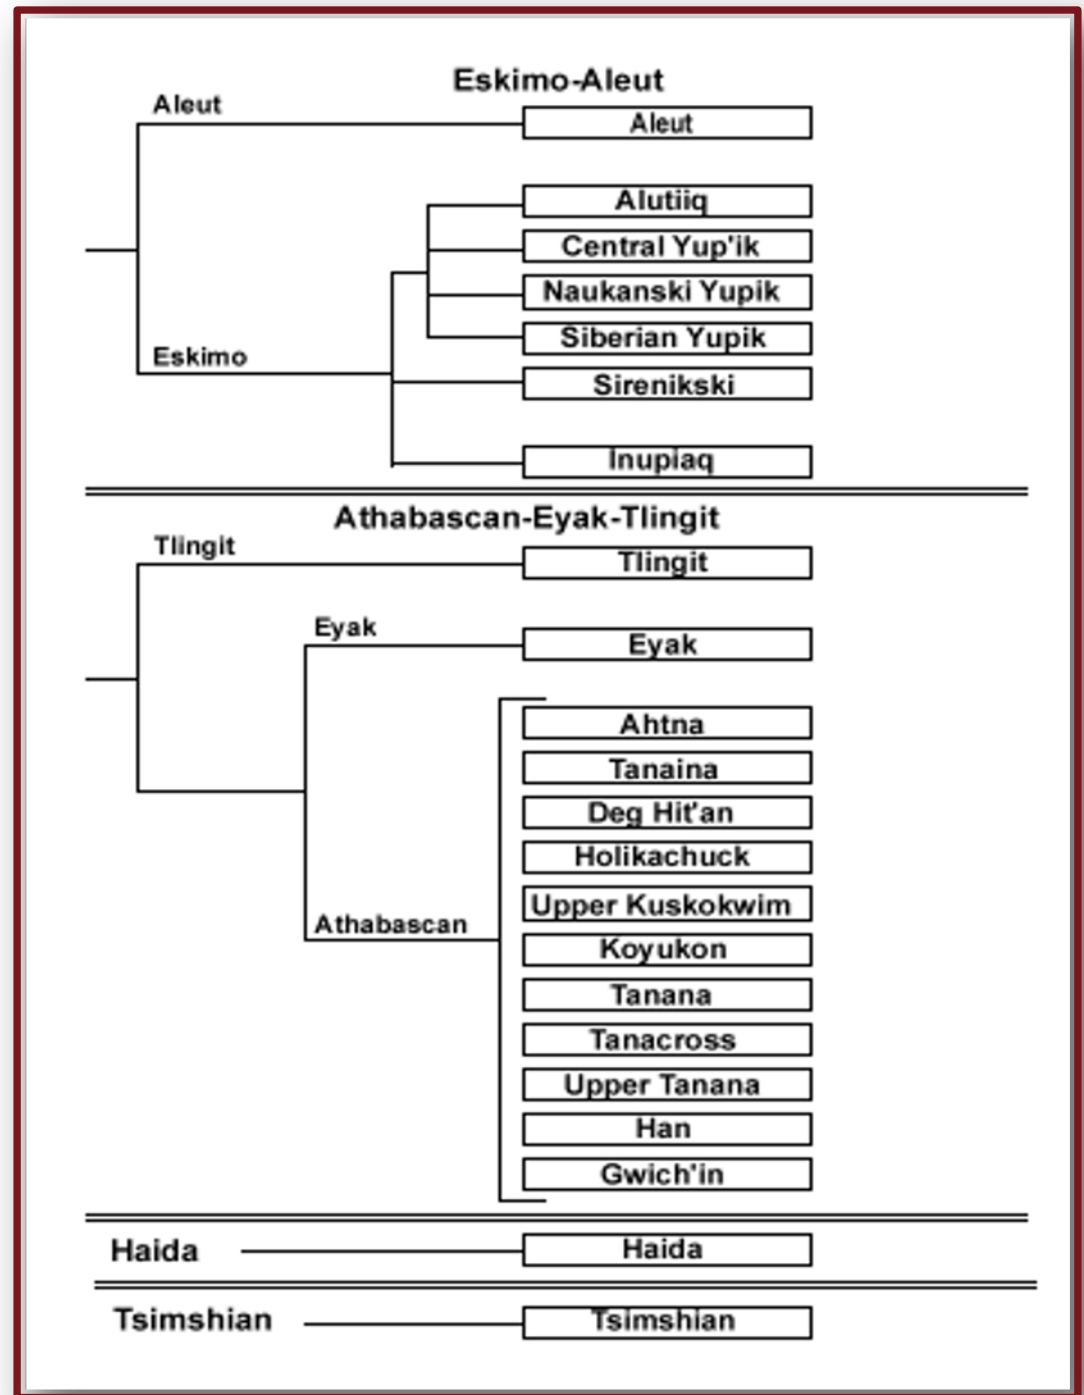 Eskimo-Aleut
Aleut
Aleut
Alutiiq
Central Yup'ik
Naukanski Yupik
Siberian Yupik
Eskimo
Sirenikski
Inupiaq
Athabascan-Eyak-Tlingit
Tlingit
Tlingit
Eyak
Eyak
Ahtna
Tanaina
Deg Hit'an
Holikachuck
Upper Kuskokwim
Athabascan
Koyukon
Tanana
Tanacross
Upper Tanana
Han
Gwich'in
Haida
Haida
Tsimshian
Tsimshian